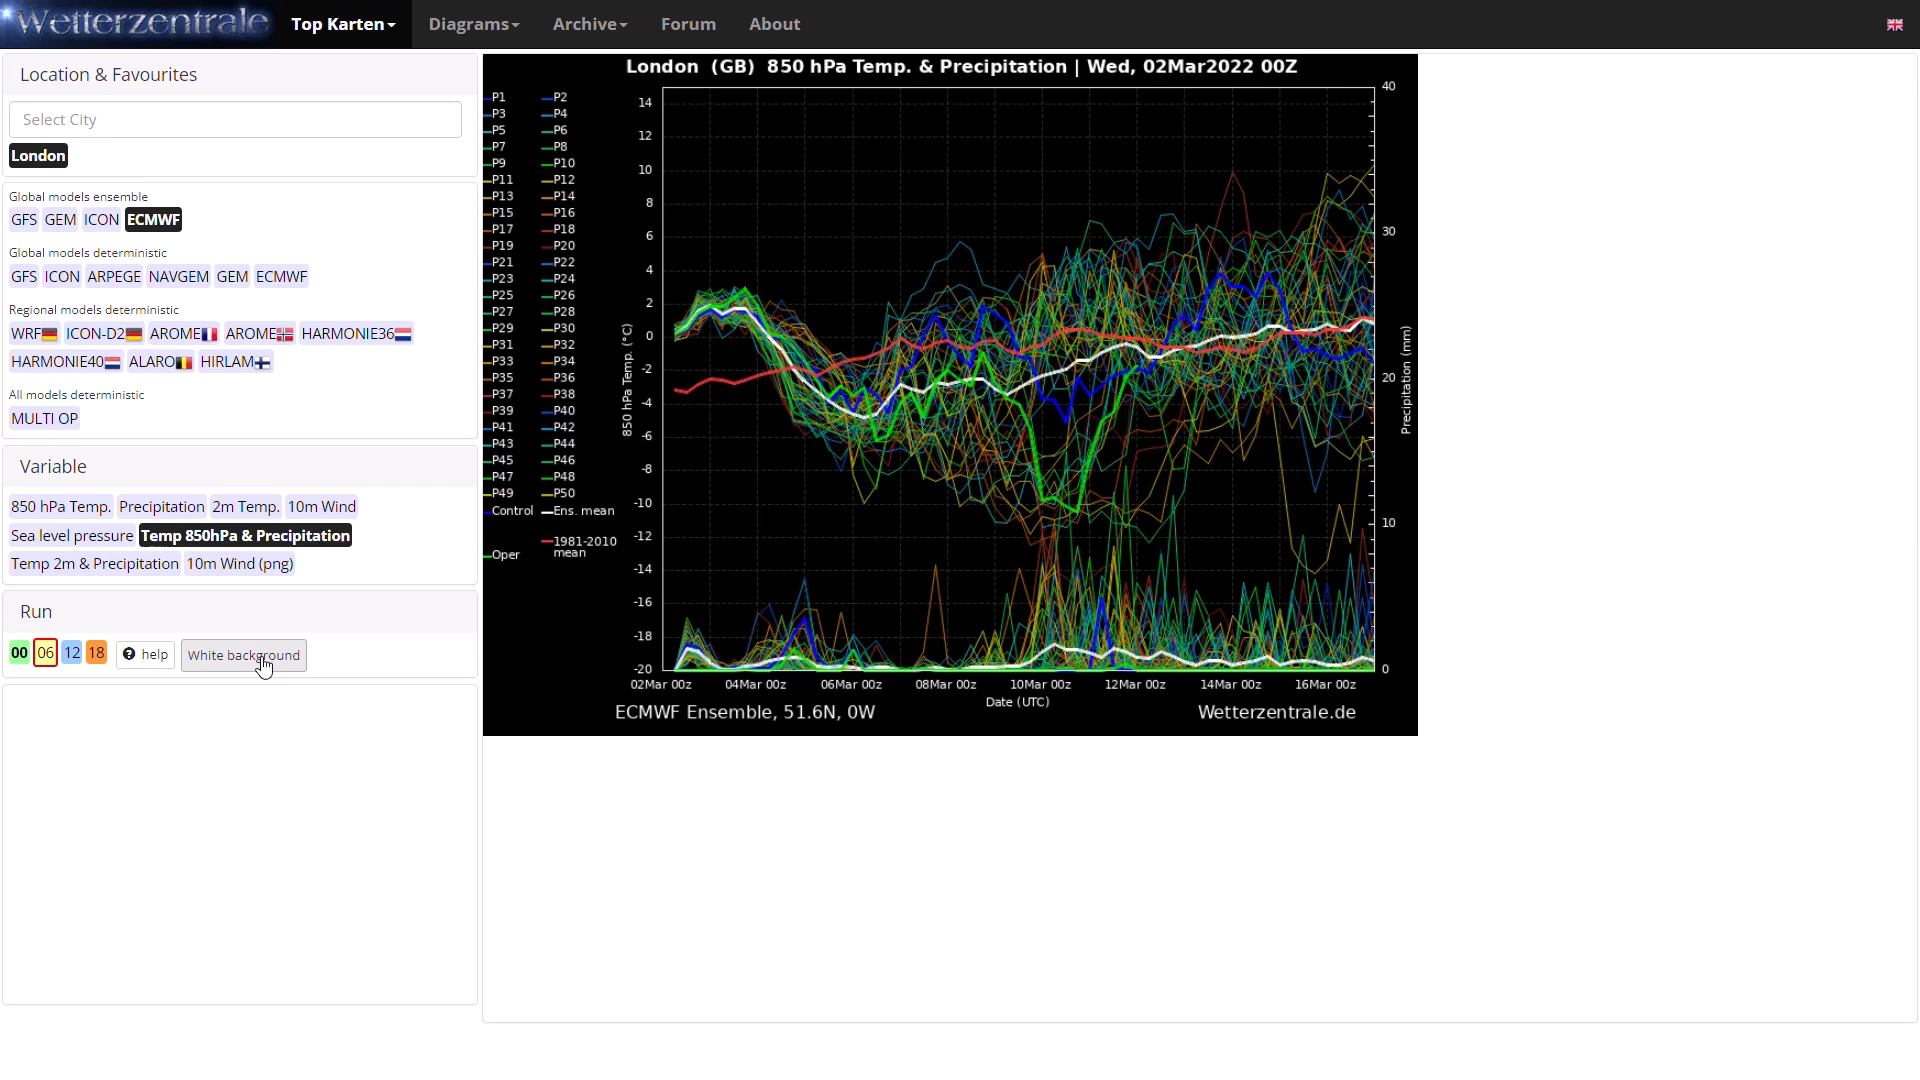 Wetterzentrale Top Karten Diagrams Archive Forum About
Location & Favourites
Select City
London
Global models ensemble
GFS GEM ICON ECMWF
Global models deterministic
GFS ICON ARPEGE NAVGEM GEM ECMWF
Regional models deterministic
WRF ICON-D2 AROME AROME HARMONIE36
HARMONIE40 ALARO HIRLAM
All models deterministic
MULTI OP
Variable
850 hPa Temp. Precipitation 2m Temp. 10m Wind
Sea level pressure Temp 850hPa & Precipitation
Temp 2m & Precipitation 10m Wind (png)
Run
00 06 12 18 help White background
London (GB) 850 hPa Temp. & Precipitation | Wed, 02Mar2022 00Z
P1 P2
P3 P4
P5 P6
P7 P8
P9 P10
P11 P12
P13 P14
P15 P16
P17 P18
P19 P20
P21 P22
P23 P24
P25 P26
P27 P28
P29 P30
P31 P32
P33 P34
P35 P36
P37 P38
P39 P40
P41 P42
P43 P44
P45 P46
P47 P48
P49 P50
Control Ens. mean
Oper 1981-2010
mean
850 hPa Temp. (°C)
14
12
10
8
6
4
2
0
-2
-4
-6
-8
-10
-12
-14
-16
-18
-20
40
30
20
10
0
Precipitation (mm)
02Mar 00z 04Mar 00z 06Mar 00z 08Mar 00z 10Mar 00z 12Mar 00z 14Mar 00z 16Mar 00z
Date (UTC)
ECMWF Ensemble, 51.6N, 0W Wetterzentrale.de